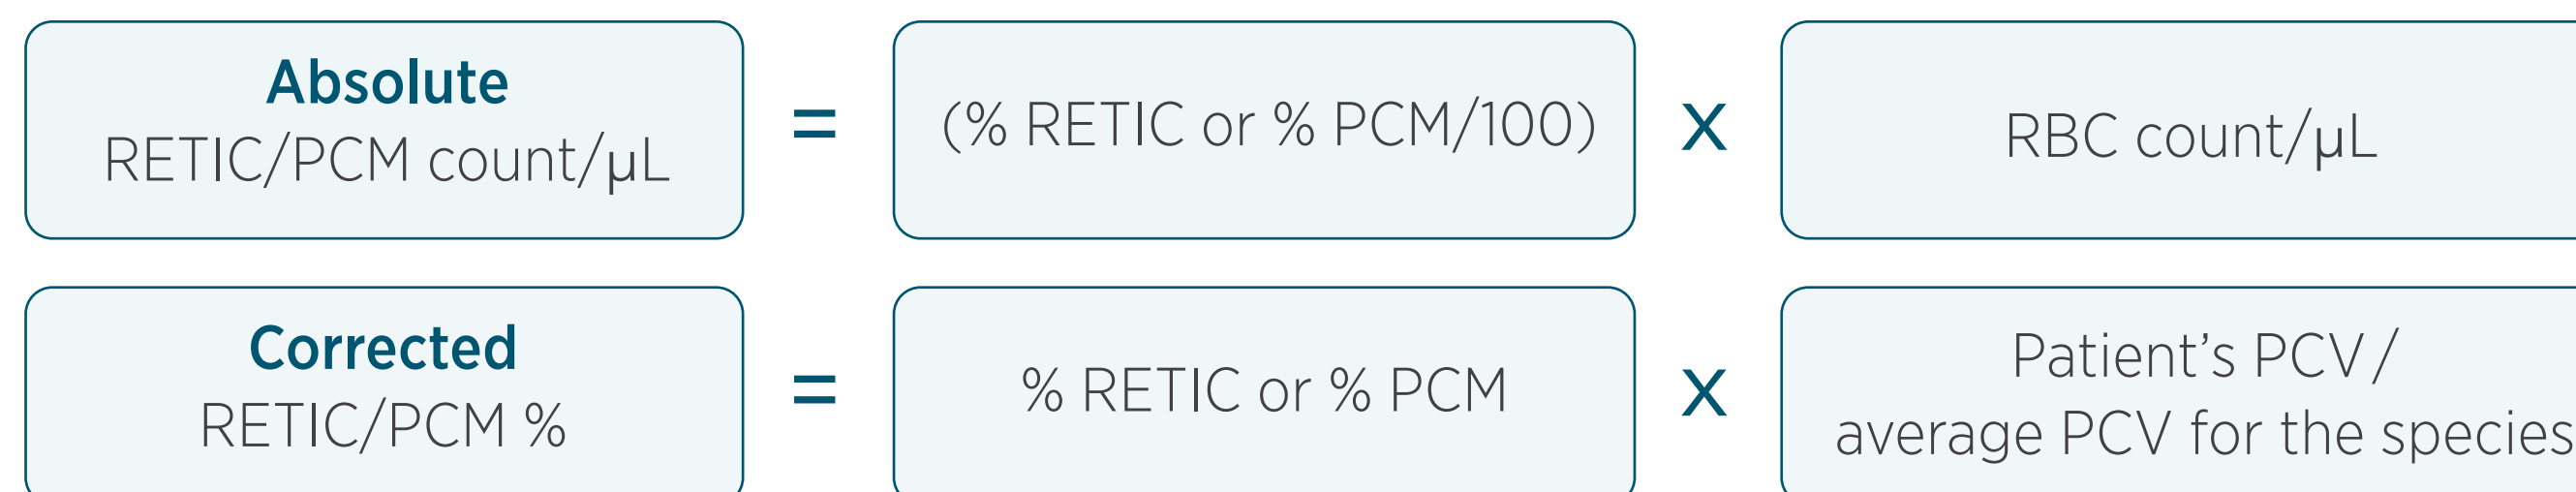 Absolute
RETIC/PCM count/µL
=
(% RETIC or % PCM/100)
x
RBC count/µL
Corrected
RETIC/PCM %
=
% RETIC or % PCM
x
Patient’s PCV/
average PCV for the species